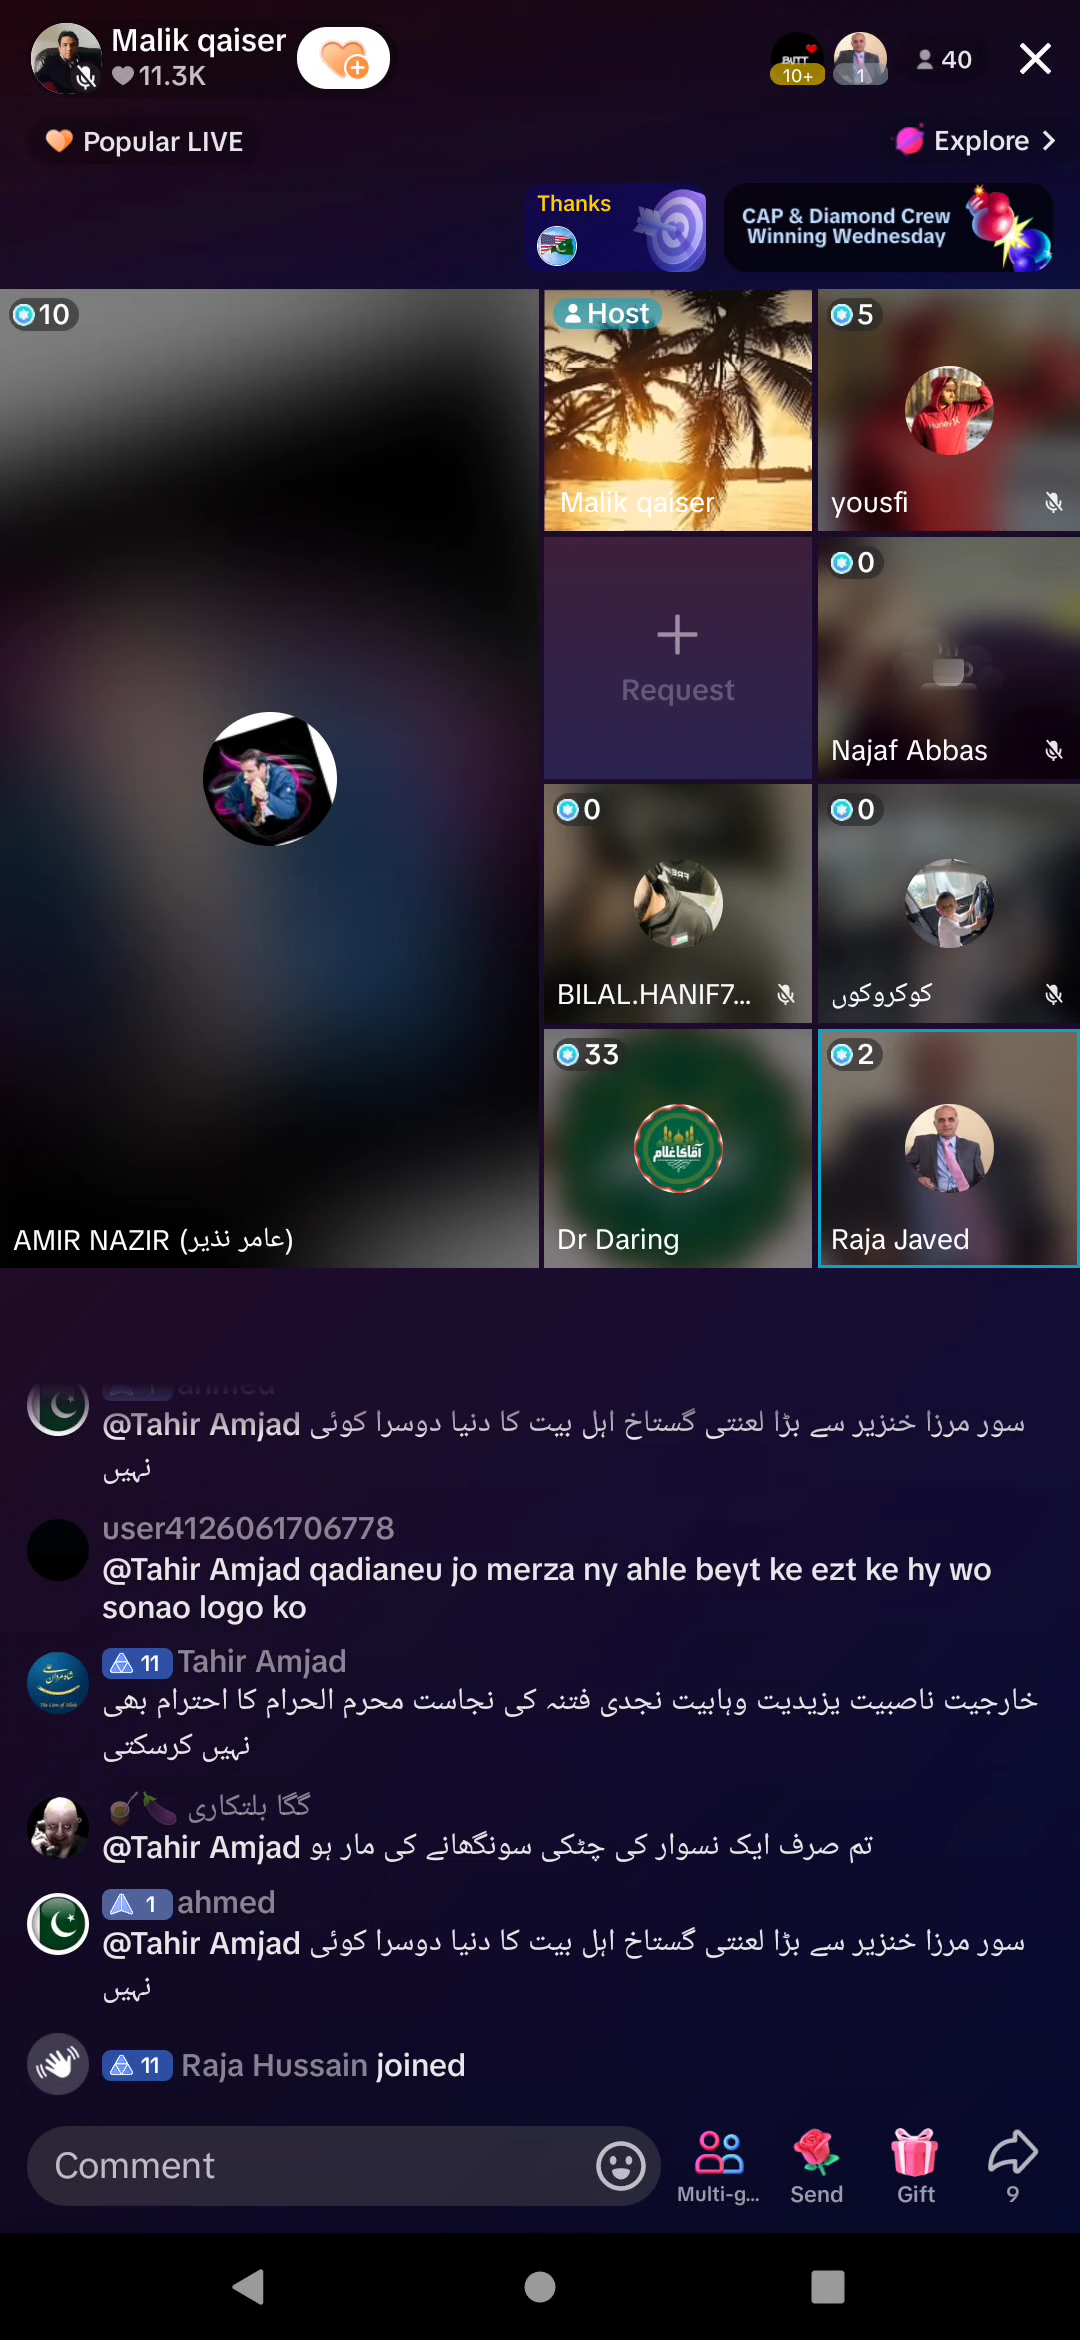 Malik qaiser
11.3K
10+
1
40
Popular LIVE
Explore
Thanks
CAP & Diamond Crew
Winning Wednesday
10
Host
5
Malik qaiser
yousfi
0
Request
Najaf Abbas
0
0
BILAL.HANIF7...
کوکروکوں
33
2
آقا کا غلام
AMIR NAZIR (عامر نذیر)
Dr Daring
Raja Javed
1 ahmed
@Tahir Amjad سور مرزا خنزیر سے بڑا لعنتی گستاخ اہل بیت کا دنیا دوسرا کوئی
نہیں
user4126061706778
@Tahir Amjad qadianeu jo merza ny ahle beyt ke ezt ke hy wo
sonao logo ko
11 Tahir Amjad
خارجیت ناصبیت یزیدیت وہابیت نجدی فتنہ کی نجاست محرم الحرام کا احترام بھی
نہیں کرسکتی
گگا بلتکاری 🍆🧉
@Tahir Amjad تم صرف ایک نسوار کی چٹکی سونگھانے کی مار ہو
1 ahmed
@Tahir Amjad سور مرزا خنزیر سے بڑا لعنتی گستاخ اہل بیت کا دنیا دوسرا کوئی
نہیں
11 Raja Hussain joined
Comment
Multi-g...
Send
Gift
9